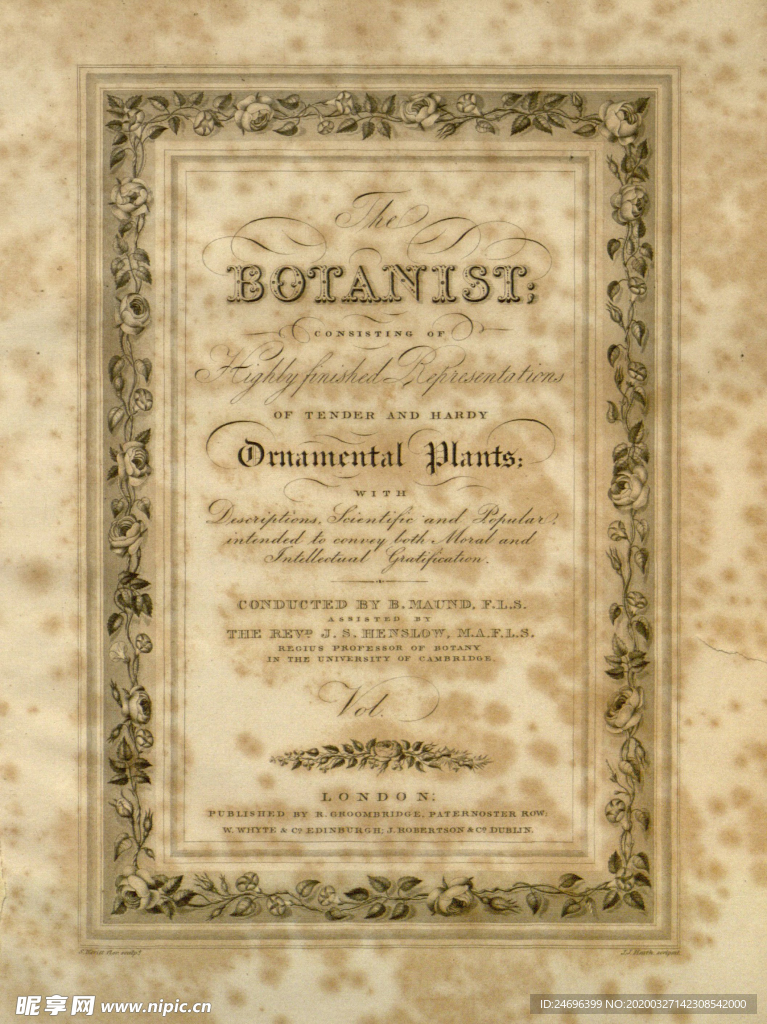 The
BOTANIST;
CONSISTING OF
Highly finished Representations
OF TENDER AND HARDY
Ornamental Plants;
WITH
Descriptions, Scientific and Popular,
intended to convey both Moral and
Intellectual Gratification.
CONDUCTED BY B. MAUND, F.L.S.
ASSISTED BY
THE REVD J. S. HENSLOW, M.A.F.L.S.
REGIUS PROFESSOR OF BOTANY
IN THE UNIVERSITY OF CAMBRIDGE.
Vol.
LONDON:
PUBLISHED BY R. GROOMBRIDGE, PATERNOSTER ROW;
W. WHYTE & Co EDINBURGH; J. ROBERTSON & Co DUBLIN.
昵享网 www.nipic.cn
ID:24696399 NO:20200327142308542000